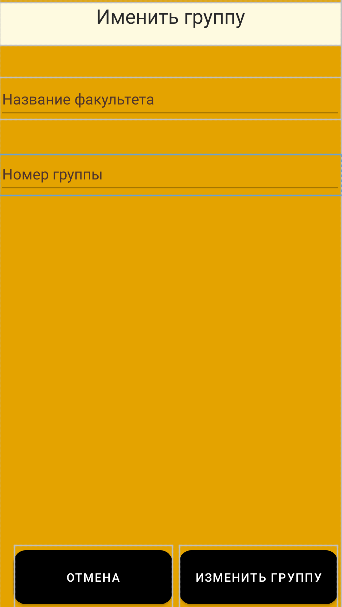 Именить группу
Название факультета
Номер группы
ОТМЕНА
ИЗМЕНИТЬ ГРУППУ